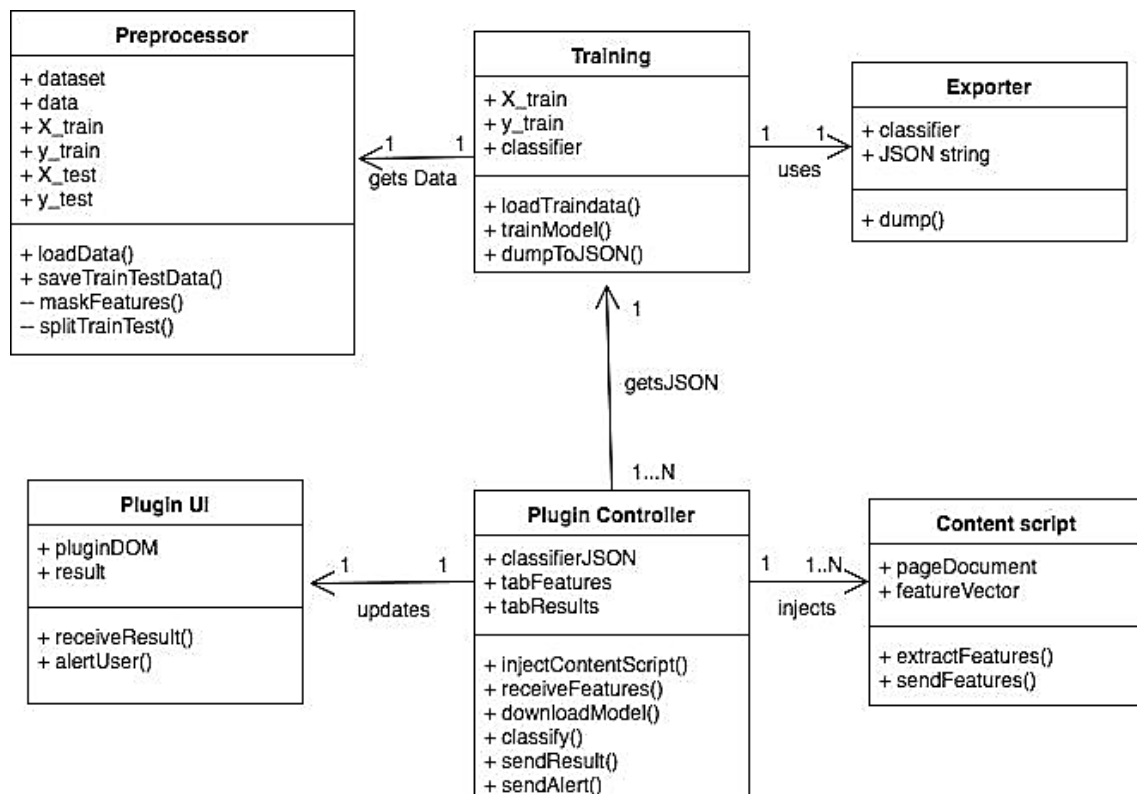 Preprocessor
+ dataset
+ data
+ X_train
+ y_train
+ X_test
+ y_test
+ loadData()
+ saveTrainTestData()
– maskFeatures()
– splitTrainTest()
1 1
gets Data
Training
+ X_train
+ y_train
+ classifier
+ loadTraindata()
+ trainModel()
+ dumpToJSON()
1 1
uses
Exporter
+ classifier
+ JSON string
+ dump()
1
getsJSON
1...N
Plugin UI
+ pluginDOM
+ result
+ receiveResult()
+ alertUser()
1 1
updates
Plugin Controller
+ classifierJSON
+ tabFeatures
+ tabResults
+ injectContentScript()
+ receiveFeatures()
+ downloadModel()
+ classify()
+ sendResult()
+ sendAlert()
1 1..N
injects
Content script
+ pageDocument
+ featureVector
+ extractFeatures()
+ sendFeatures()